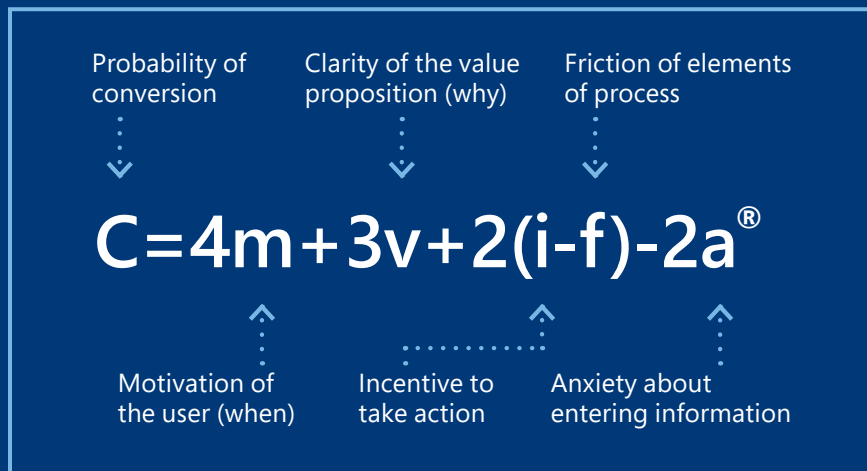 Probability of
conversion
Clarity of the value
proposition (why)
Friction of elements
of process
C=4m+3v+2(i-f)-2a®
Motivation of
the user (when)
Incentive to
take action
Anxiety about
entering information